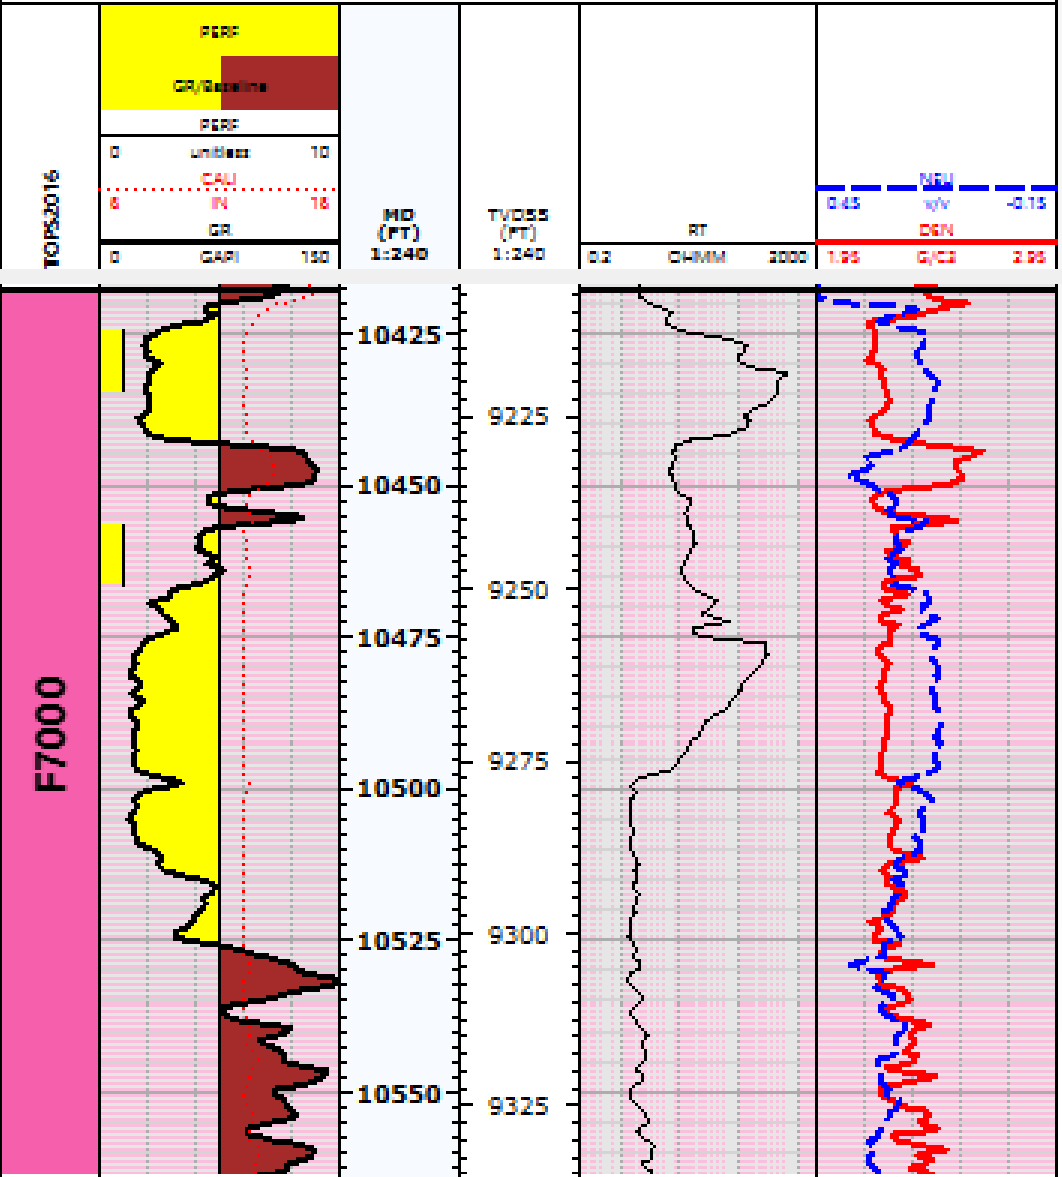 PERF
GR/Baseline
PERF
0 unitless 10
CALI
6 IN 16
GR
0 GAPI 150
TOPS2016
MD
(FT)
1:240
TVDSS
(FT)
1:240
RT
0.2 OHMM 2000
NEU
0.45 V/V -0.15
DEN
1.95 G/C3 2.95
F7000
10425
10450
10475
10500
10525
10550
9225
9250
9275
9300
9325